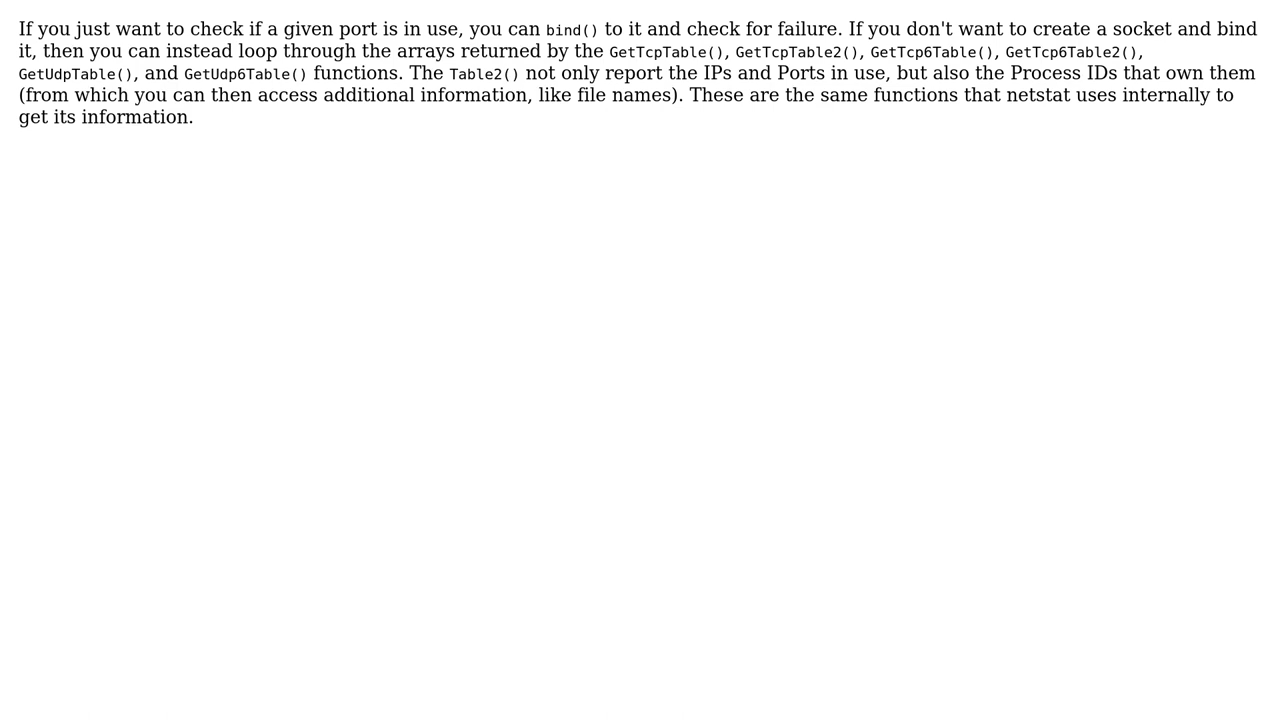 If you just want to check if a given port is in use, you can bind() to it and check for failure. If you don't want to create a socket and bind
it, then you can instead loop through the arrays returned by the GetTcpTable(), GetTcpTable2(), GetTcp6Table(), GetTcp6Table2(),
GetUdpTable(), and GetUdp6Table() functions. The Table2() not only report the IPs and Ports in use, but also the Process IDs that own them
(from which you can then access additional information, like file names). These are the same functions that netstat uses internally to
get its information.